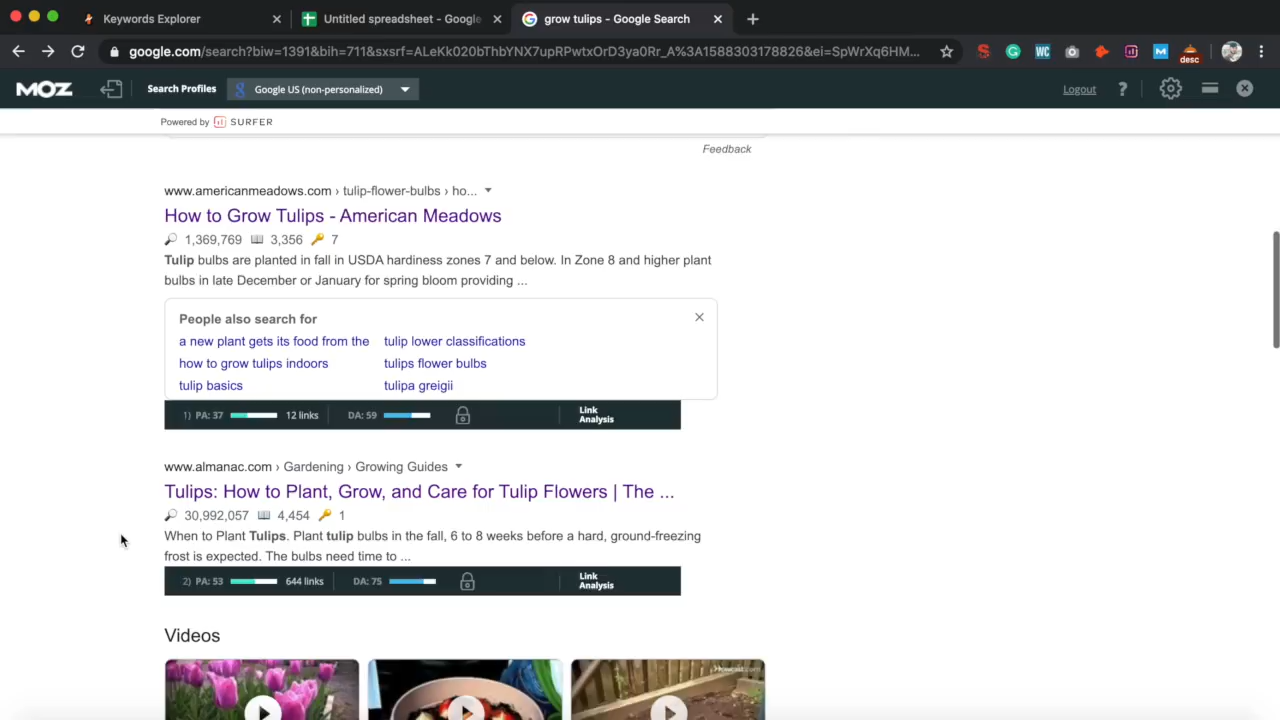 Keywords Explorer
Untitled spreadsheet - Google
grow tulips - Google Search
google.com/search?biw=1391&bih=711&sxsrf=ALeKk020bThbYNX7upRPwtxOrD3ya0Rr_A%3A1588303178826&ei=SpWrXq6HM...
WC
desc
MOZ
Search Profiles
Google US (non-personalized)
Logout
?
Powered by SURFER
Feedback
www.americanmeadows.com › tulip-flower-bulbs › ho...
How to Grow Tulips - American Meadows
1,369,769 3,356 7
Tulip bulbs are planted in fall in USDA hardiness zones 7 and below. In Zone 8 and higher plant
bulbs in late December or January for spring bloom providing ...
People also search for
a new plant gets its food from the tulip lower classifications
how to grow tulips indoors tulips flower bulbs
tulip basics tulipa greigii
1) PA: 37 12 links DA: 59 Link
Analysis
www.almanac.com › Gardening › Growing Guides
Tulips: How to Plant, Grow, and Care for Tulip Flowers | The ...
30,992,057 4,454 1
When to Plant Tulips. Plant tulip bulbs in the fall, 6 to 8 weeks before a hard, ground-freezing
frost is expected. The bulbs need time to ...
2) PA: 53 644 links DA: 75 Link
Analysis
Videos